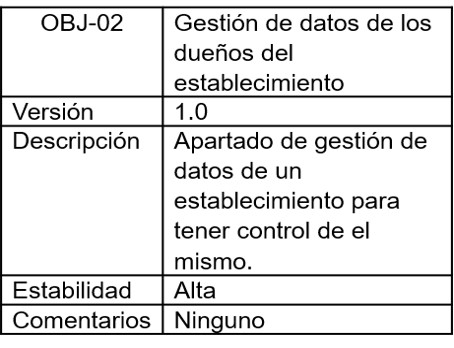 OBJ-02 Gestión de datos de los
dueños del
establecimiento
Versión 1.0
Descripción Apartado de gestión de
datos de un
establecimiento para
tener control de el
mismo.
Estabilidad Alta
Comentarios Ninguno